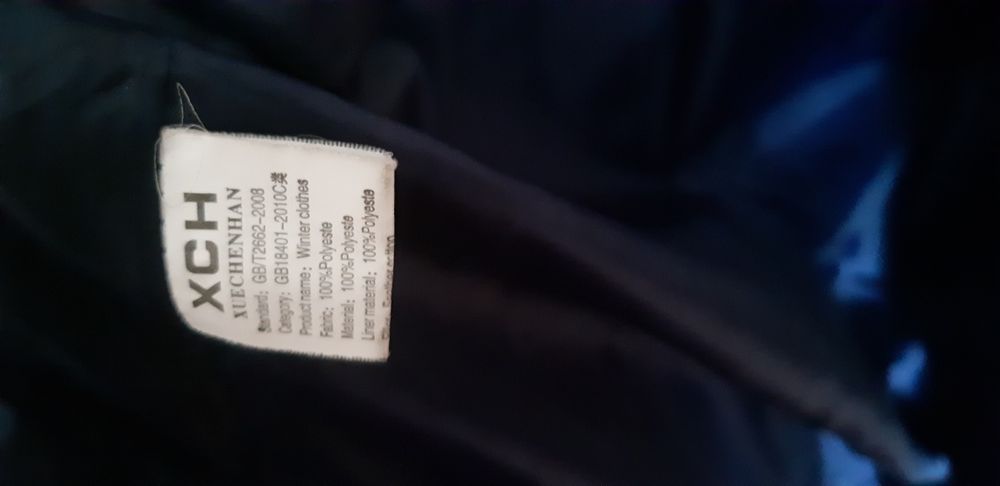 XCH
XUECHENHAN
Standard: GB/T2662-2008
Category: GB18401-2010C类
Product name: Winter clothes
Fabric: 100%Polyeste
Material: 100%Polyeste
Liner material: 100%Polyeste